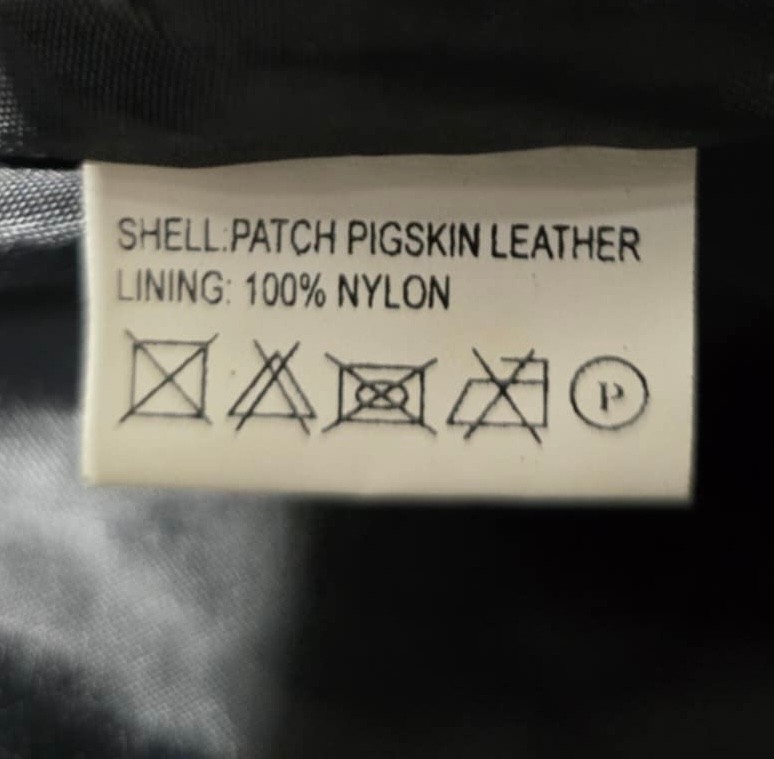 SHELL:PATCH PIGSKIN LEATHER
LINING: 100% NYLON
P